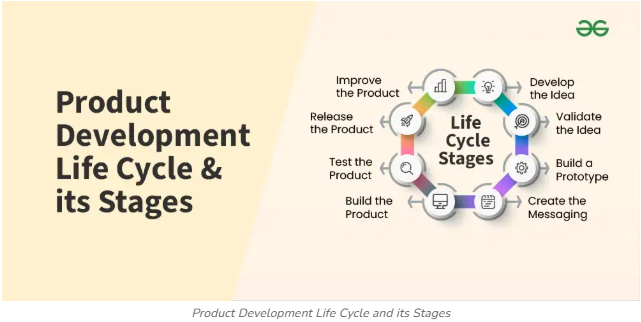 Product
Development
Life Cycle &
its Stages
Life
Cycle
Stages
Develop
the Idea
Validate
the Idea
Build a
Prototype
Create the
Messaging
Build the
Product
Test the
Product
Release
the Product
Improve
the Product
Product Development Life Cycle and its Stages